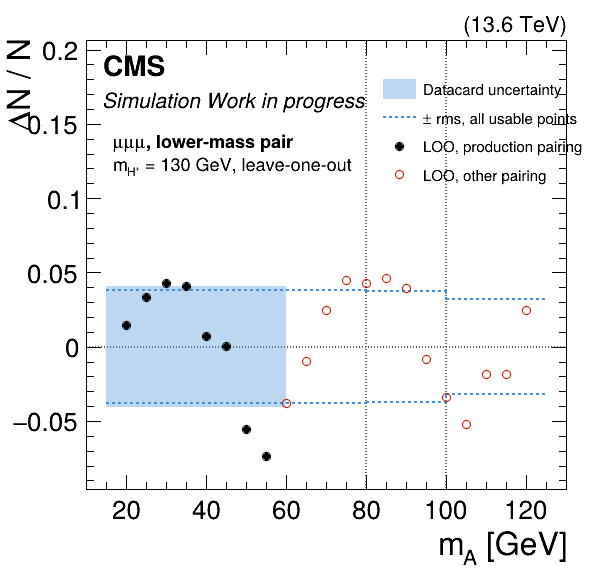 (13.6 TeV)
CMS
Simulation Work in progress
μμμ, lower-mass pair
m_H⁺ = 130 GeV, leave-one-out
Datacard uncertainty
± rms, all usable points
LOO, production pairing
LOO, other pairing
ΔN / N
0.2
0.15
0.1
0.05
0
−0.05
20 40 60 80 100 120
m_A [GeV]